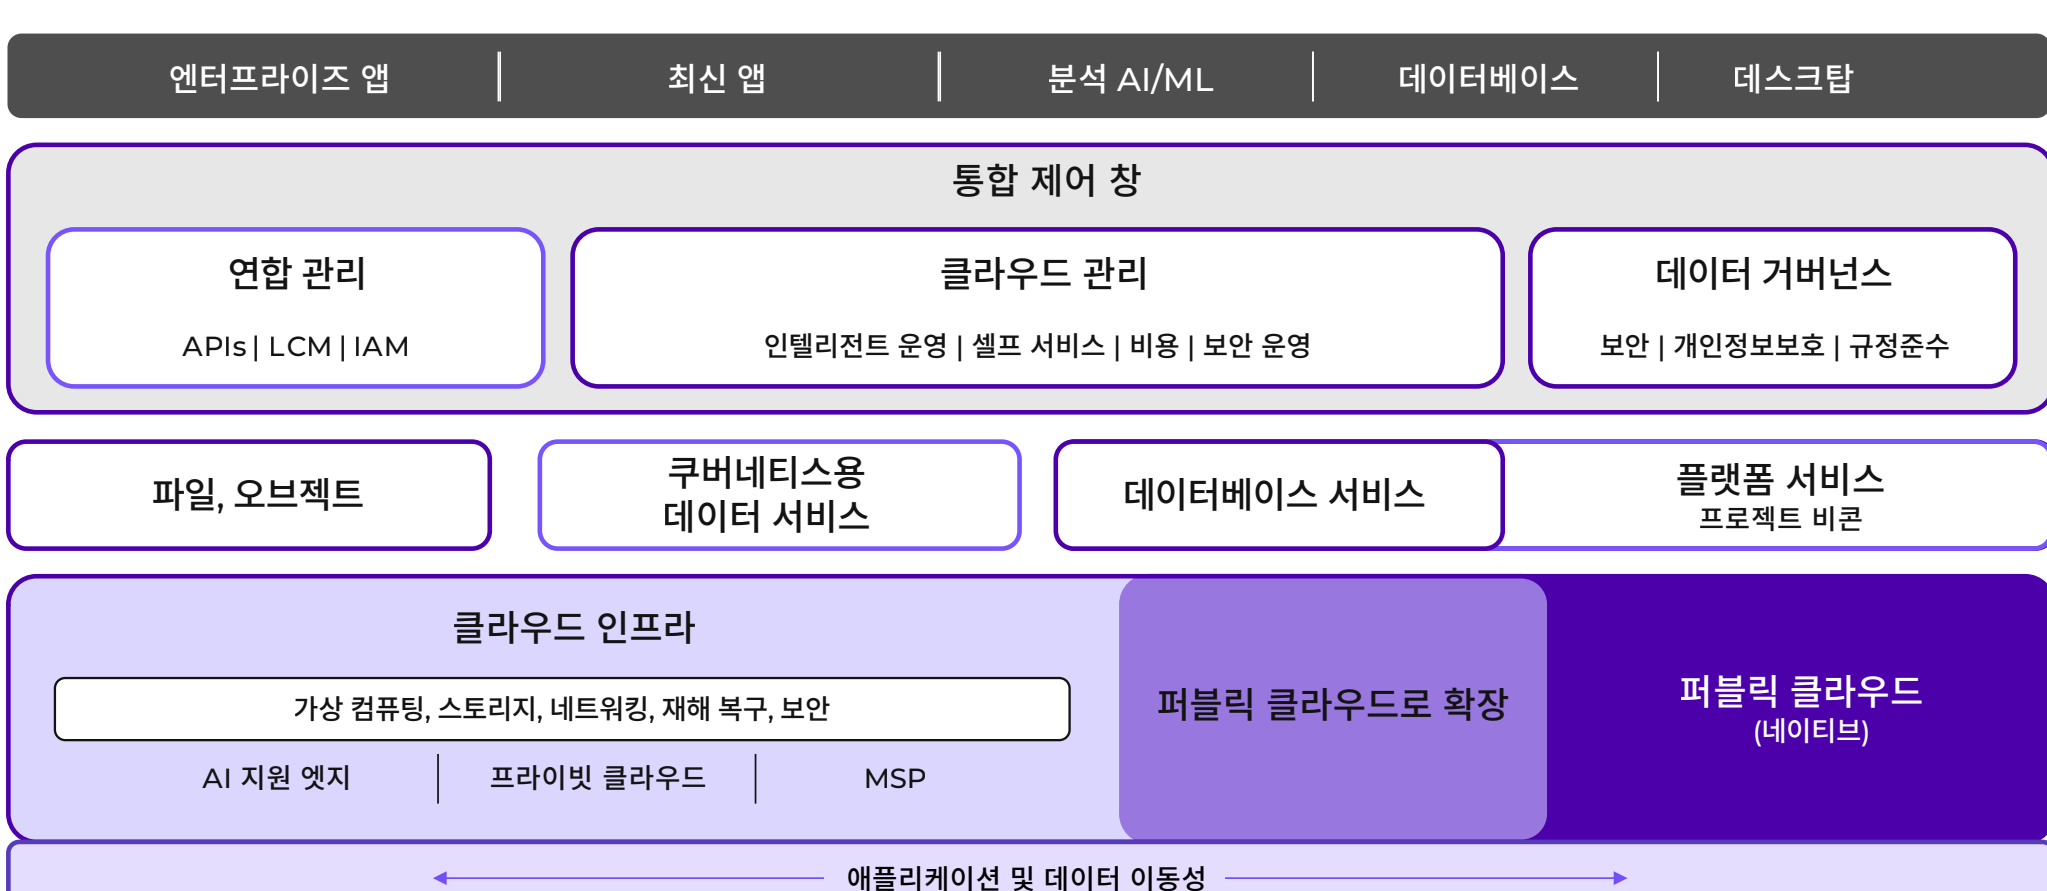 엔터프라이즈 앱 | 최신 앱 | 분석 AI/ML | 데이터베이스 | 데스크탑
통합 제어 창
연합 관리
APIs | LCM | IAM
클라우드 관리
인텔리전트 운영 | 셀프 서비스 | 비용 | 보안 운영
데이터 거버넌스
보안 | 개인정보보호 | 규정준수
파일, 오브젝트
쿠버네티스용
데이터 서비스
데이터베이스 서비스
플랫폼 서비스
프로젝트 비콘
클라우드 인프라
가상 컴퓨팅, 스토리지, 네트워킹, 재해 복구, 보안
AI 지원 엣지 | 프라이빗 클라우드 | MSP
퍼블릭 클라우드로 확장
퍼블릭 클라우드
(네이티브)
애플리케이션 및 데이터 이동성